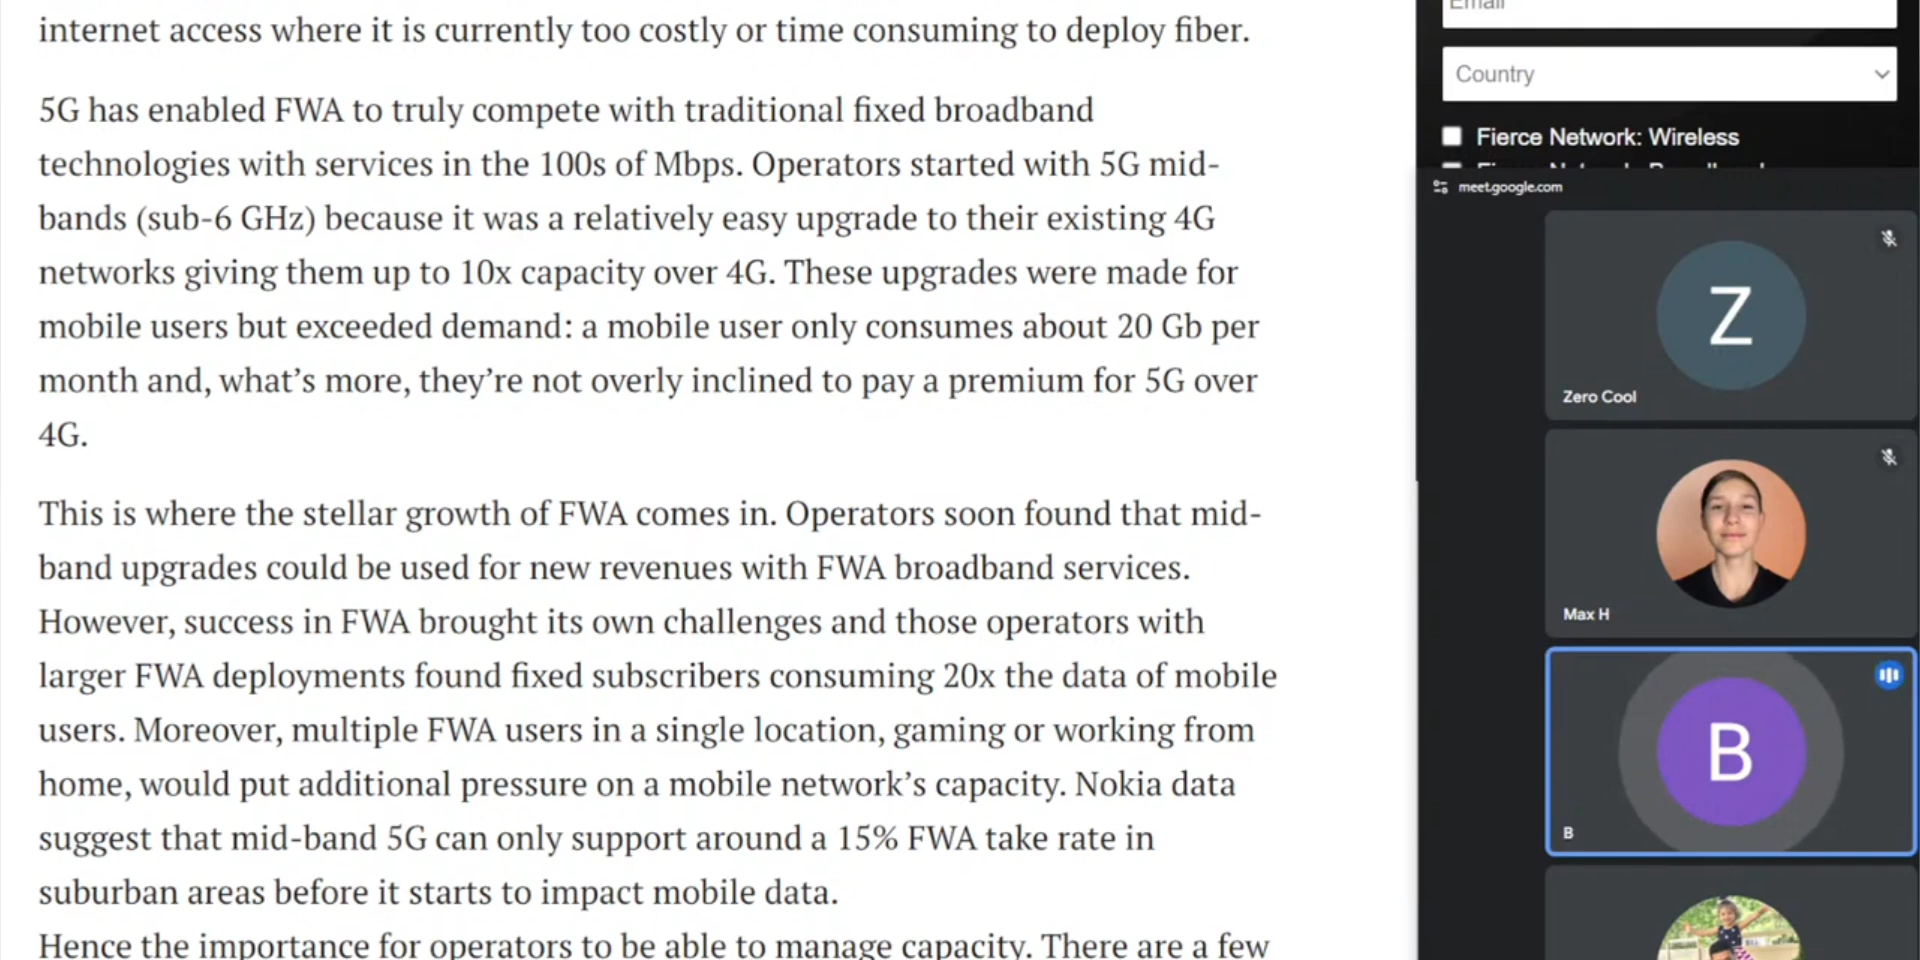 internet access where it is currently too costly or time consuming to deploy fiber.
5G has enabled FWA to truly compete with traditional fixed broadband
technologies with services in the 100s of Mbps. Operators started with 5G mid-
bands (sub-6 GHz) because it was a relatively easy upgrade to their existing 4G
networks giving them up to 10x capacity over 4G. These upgrades were made for
mobile users but exceeded demand: a mobile user only consumes about 20 Gb per
month and, what’s more, they’re not overly inclined to pay a premium for 5G over
4G.
This is where the stellar growth of FWA comes in. Operators soon found that mid-
band upgrades could be used for new revenues with FWA broadband services.
However, success in FWA brought its own challenges and those operators with
larger FWA deployments found fixed subscribers consuming 20x the data of mobile
users. Moreover, multiple FWA users in a single location, gaming or working from
home, would put additional pressure on a mobile network’s capacity. Nokia data
suggest that mid-band 5G can only support around a 15% FWA take rate in
suburban areas before it starts to impact mobile data.
Hence the importance for operators to be able to manage capacity. There are a few
Email
Country
Fierce Network: Wireless
Fierce Network: Broadband
meet.google.com
Z
Zero Cool
Max H
B
B